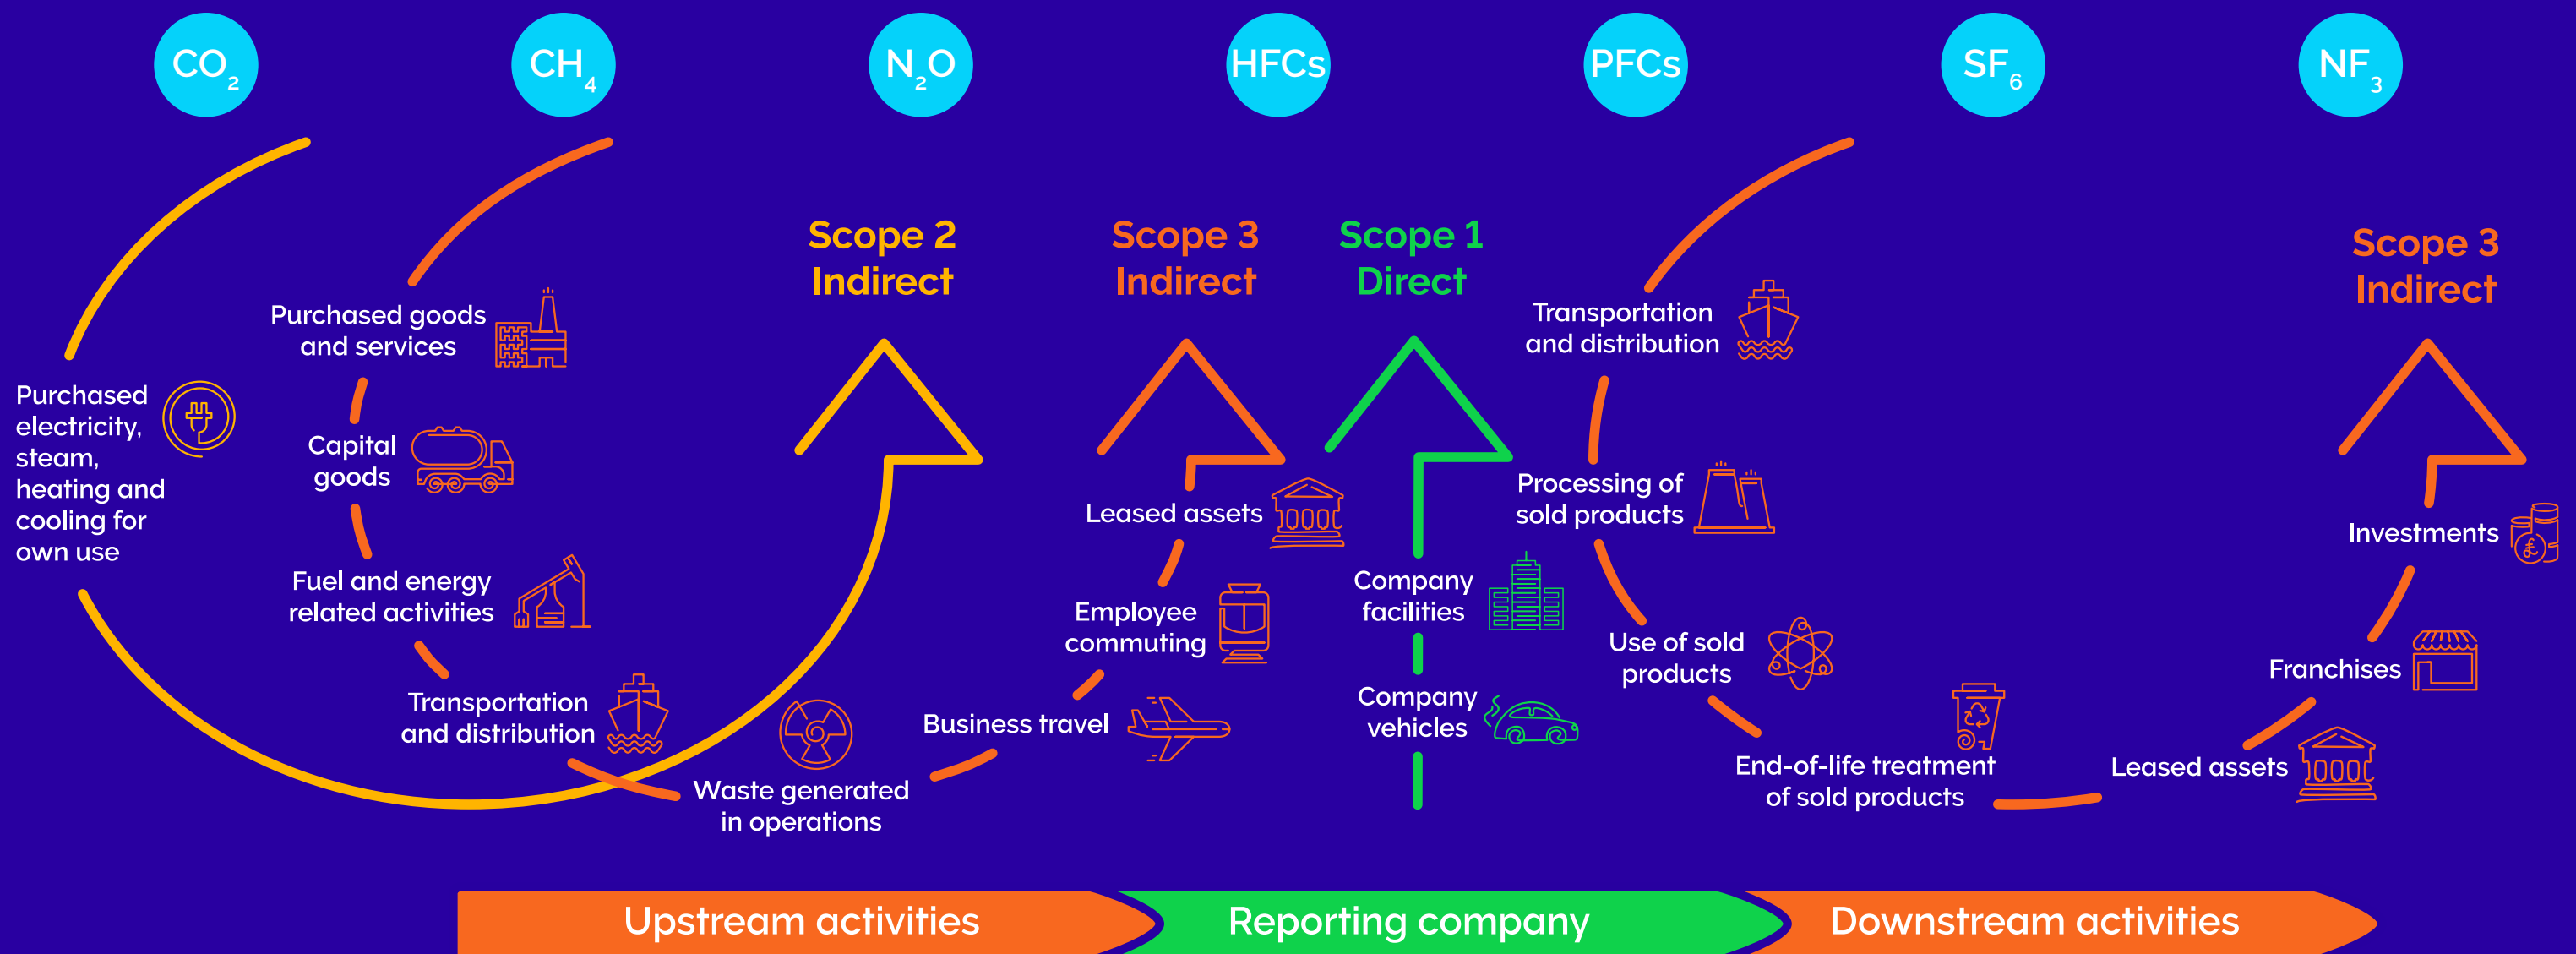 CO₂
CH₄
N₂O
HFCs
PFCs
SF₆
NF₃
Purchased
electricity,
steam,
heating and
cooling for
own use
Scope 2
Indirect
Purchased goods
and services
Capital
goods
Fuel and energy
related activities
Transportation
and distribution
Waste generated
in operations
Business travel
Employee
commuting
Leased assets
Scope 3
Indirect
Scope 1
Direct
Company
facilities
Company
vehicles
Transportation
and distribution
Processing of
sold products
Use of sold
products
End-of-life treatment
of sold products
Leased assets
Franchises
Investments
£
Scope 3
Indirect
Upstream activities
Reporting company
Downstream activities